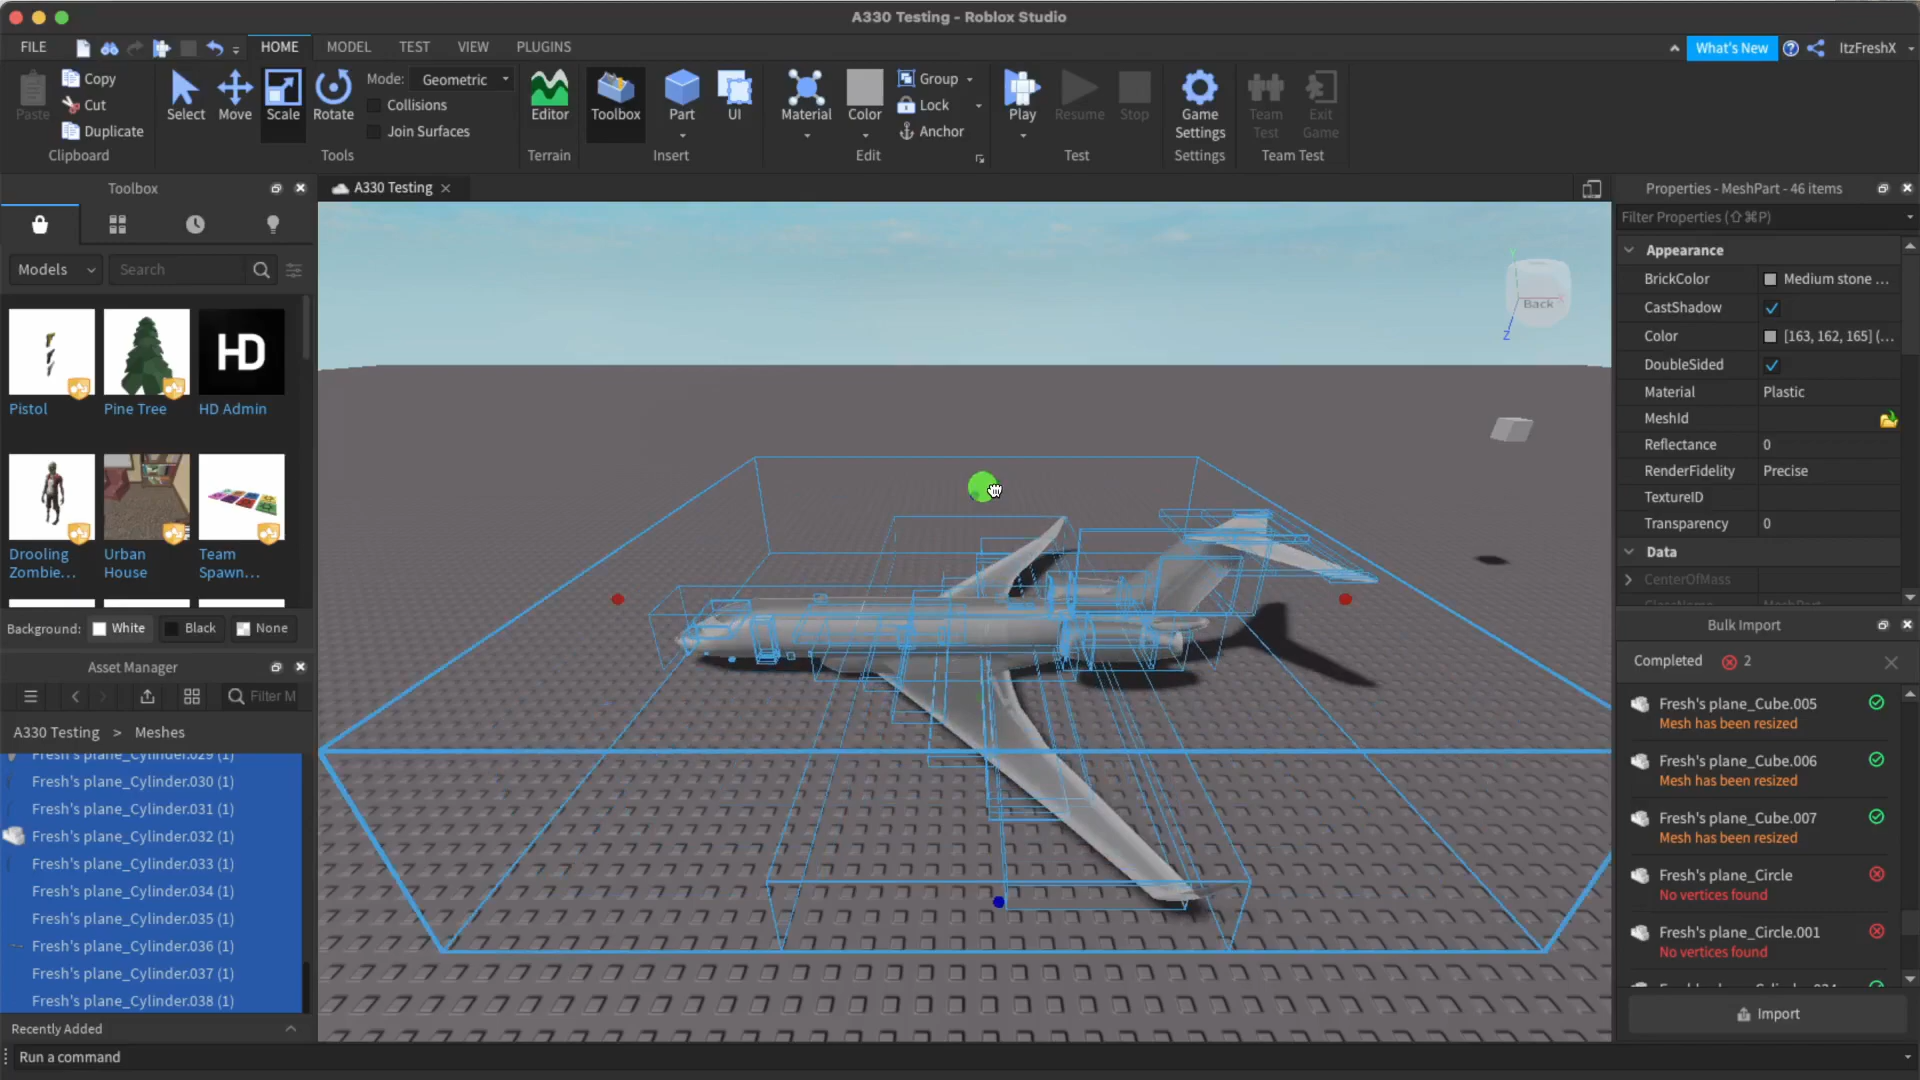 A330 Testing - Roblox Studio
FILE
HOME
MODEL
TEST
VIEW
PLUGINS
What's New
ItzFreshX
Paste
Copy
Cut
Duplicate
Clipboard
Select
Move
Scale
Rotate
Mode: Geometric
Collisions
Join Surfaces
Tools
Editor
Terrain
Toolbox
Part
UI
Insert
Material
Color
Group
Lock
Anchor
Edit
Play
Resume
Stop
Test
Game
Settings
Settings
Team
Test
Exit
Game
Team Test
Toolbox
Models
Search
Pistol
Pine Tree
HD
HD Admin
Drooling
Zombie...
Urban
House
Team
Spawn...
Background: White Black None
Asset Manager
Filter M
A330 Testing > Meshes
Fresh's plane_Cylinder.029 (1)
Fresh's plane_Cylinder.030 (1)
Fresh's plane_Cylinder.031 (1)
Fresh's plane_Cylinder.032 (1)
Fresh's plane_Cylinder.033 (1)
Fresh's plane_Cylinder.034 (1)
Fresh's plane_Cylinder.035 (1)
Fresh's plane_Cylinder.036 (1)
Fresh's plane_Cylinder.037 (1)
Fresh's plane_Cylinder.038 (1)
Recently Added
Run a command
A330 Testing
Back
Z
Properties - MeshPart - 46 items
Filter Properties (⇧⌘P)
Appearance
BrickColor Medium stone ...
CastShadow
Color [163, 162, 165] (...
DoubleSided
Material Plastic
MeshId
Reflectance 0
RenderFidelity Precise
TextureID
Transparency 0
Data
CenterOfMass
Bulk Import
Completed 2
Fresh's plane_Cube.005
Mesh has been resized
Fresh's plane_Cube.006
Mesh has been resized
Fresh's plane_Cube.007
Mesh has been resized
Fresh's plane_Circle
No vertices found
Fresh's plane_Circle.001
No vertices found
Import